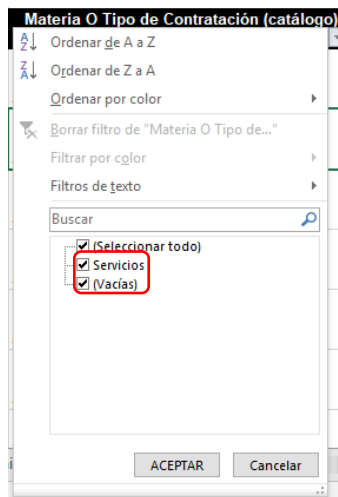 Materia O Tipo de Contratación (catálogo)
Ordenar de A a Z
Ordenar de Z a A
Ordenar por color
Borrar filtro de "Materia O Tipo de..."
Filtrar por color
Filtros de texto
Buscar
(Seleccionar todo)
Servicios
(Vacías)
ACEPTAR Cancelar